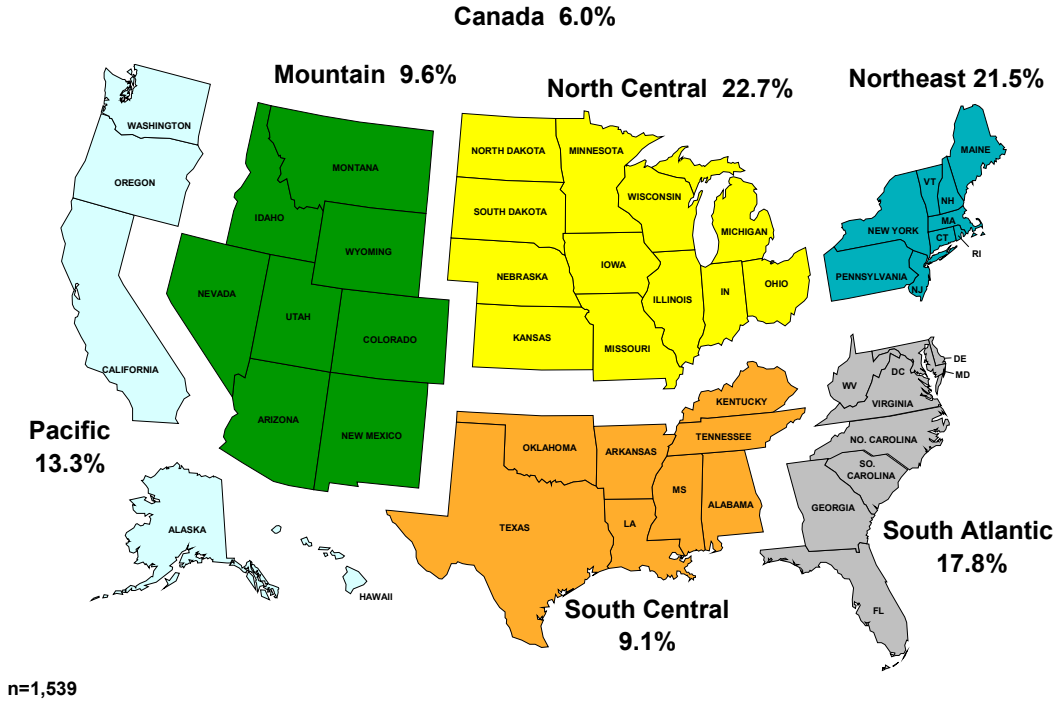 Canada 6.0%
Mountain 9.6%
North Central 22.7%
Northeast 21.5%
WASHINGTON
OREGON
CALIFORNIA
Pacific
13.3%
ALASKA
HAWAII
MONTANA
IDAHO
WYOMING
NEVADA
UTAH
COLORADO
ARIZONA
NEW MEXICO
NORTH DAKOTA
MINNESOTA
SOUTH DAKOTA
WISCONSIN
MICHIGAN
NEBRASKA
IOWA
ILLINOIS
IN
OHIO
KANSAS
MISSOURI
MAINE
VT
NH
NEW YORK
MA
CT
RI
PENNSYLVANIA
NJ
KENTUCKY
TENNESSEE
OKLAHOMA
ARKANSAS
TEXAS
LA
MS
ALABAMA
South Central
9.1%
DE
MD
DC
WV
VIRGINIA
NO. CAROLINA
SO.
CAROLINA
GEORGIA
FL
South Atlantic
17.8%
n=1,539